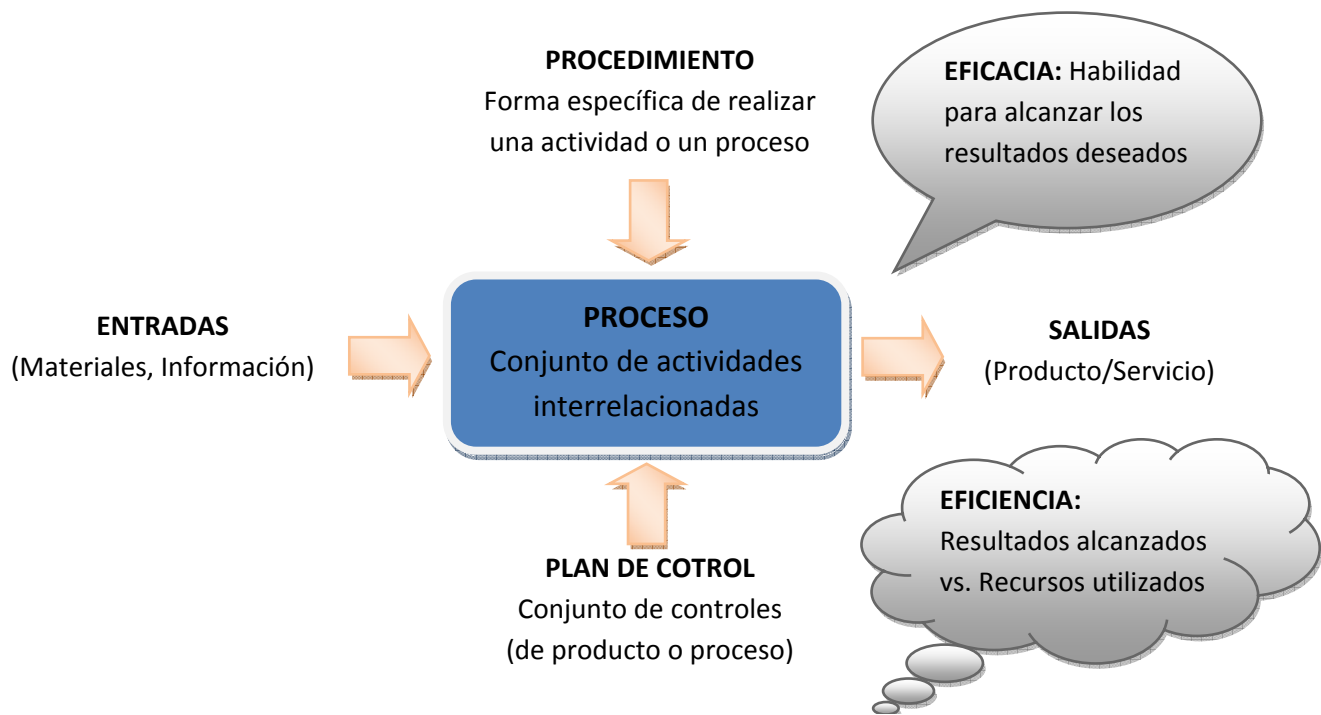 PROCEDIMIENTO
Forma específica de realizar
una actividad o un proceso
EFICACIA: Habilidad
para alcanzar los
resultados deseados
ENTRADAS
(Materiales, Información)
PROCESO
Conjunto de actividades
interrelacionadas
SALIDAS
(Producto/Servicio)
PLAN DE COTROL
Conjunto de controles
(de producto o proceso)
EFICIENCIA:
Resultados alcanzados
vs. Recursos utilizados